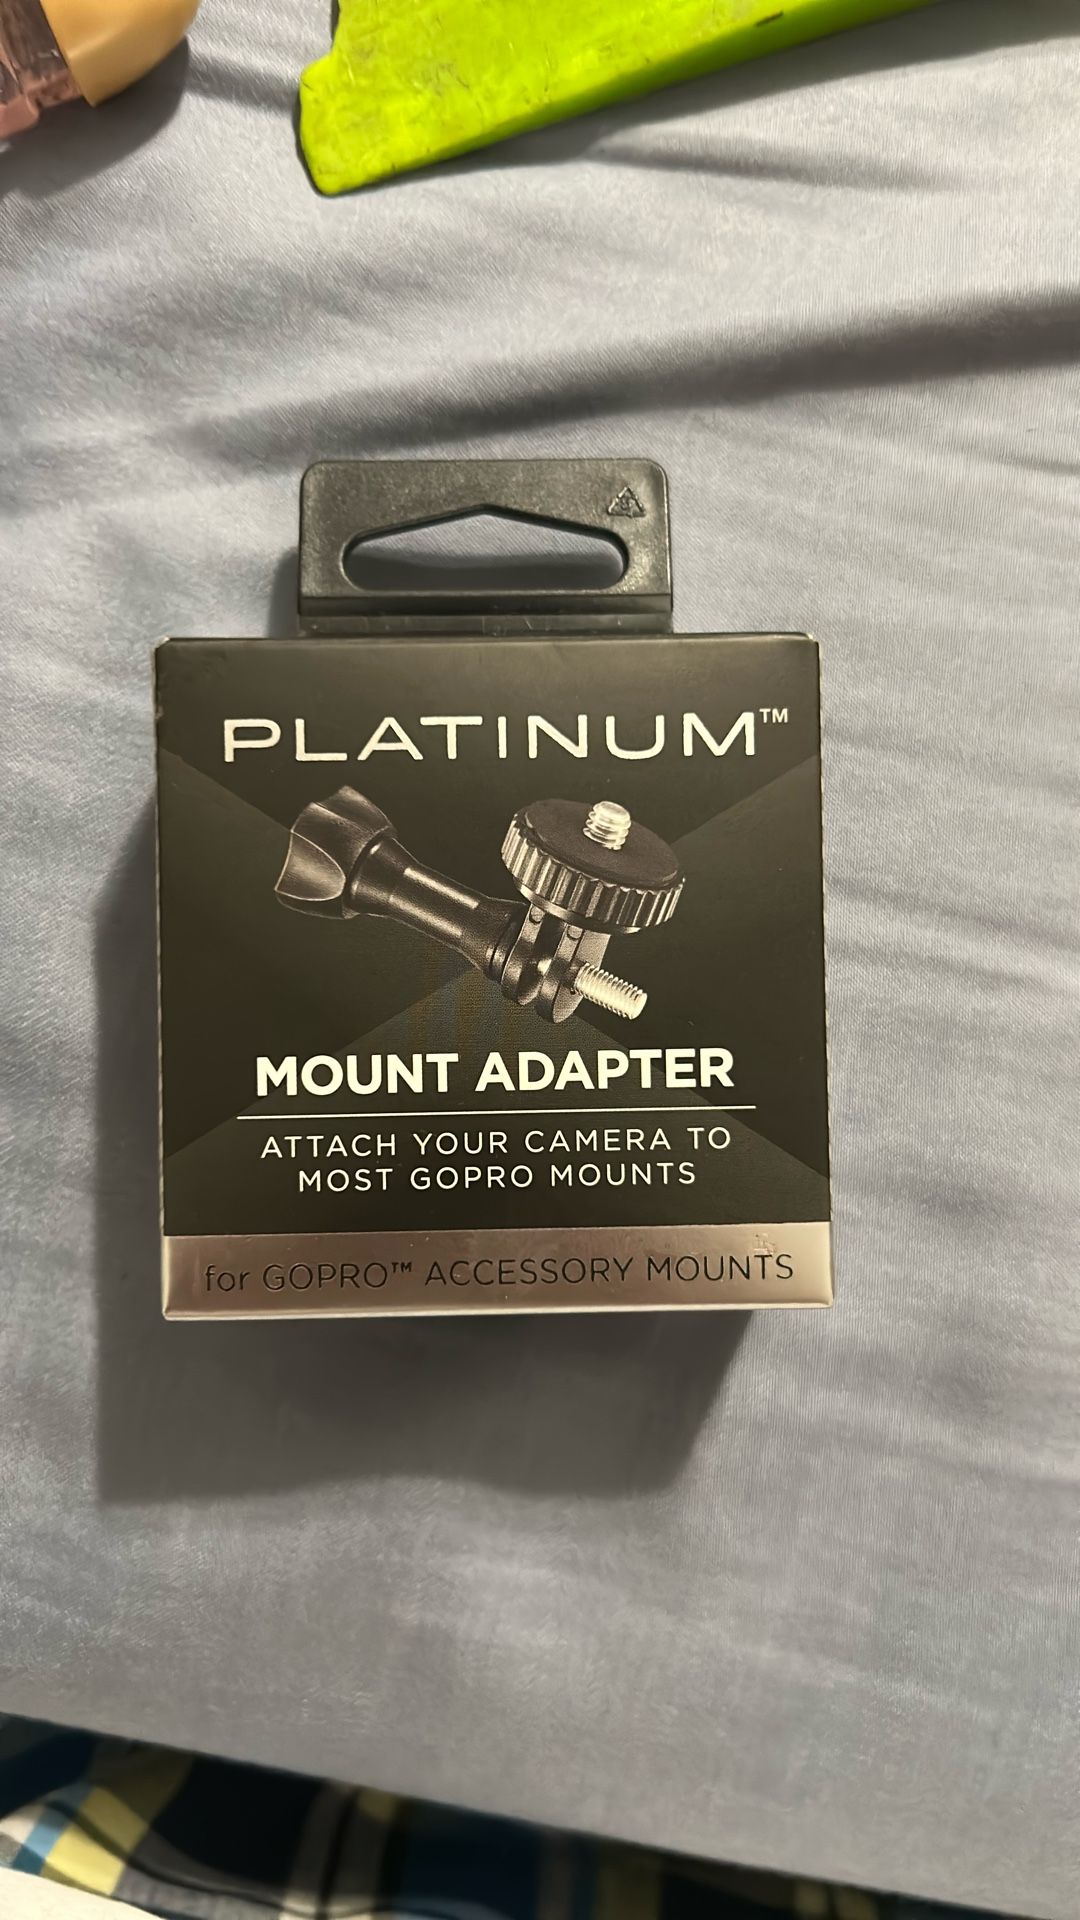 PLATINUM™
MOUNT ADAPTER
ATTACH YOUR CAMERA TO
MOST GOPRO MOUNTS
for GOPRO™ ACCESSORY MOUNTS